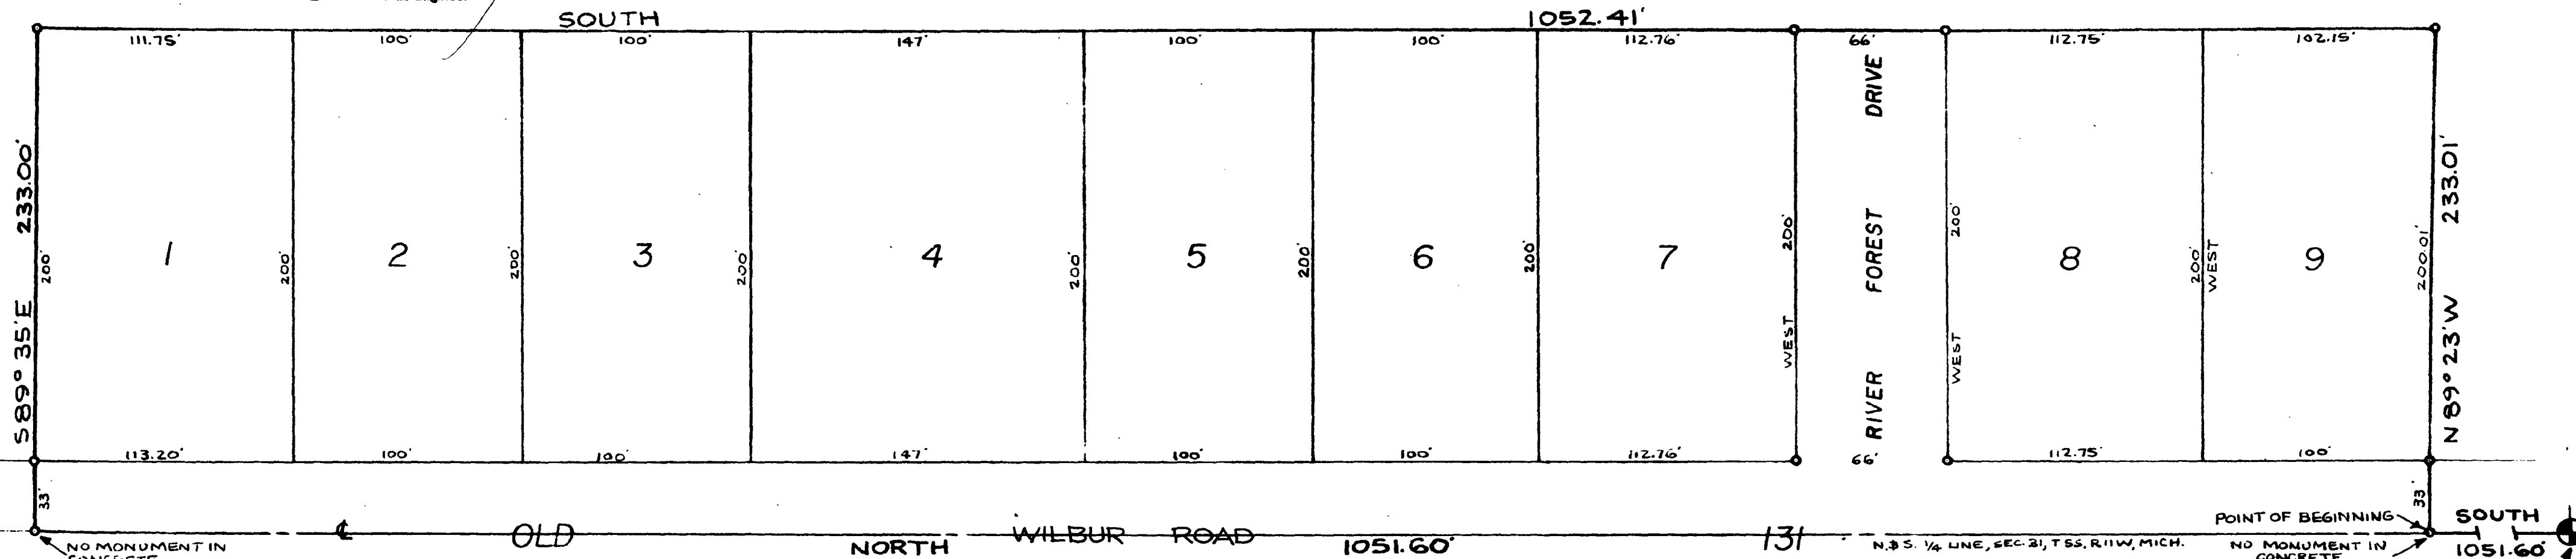 SOUTH 1052.41'
111.75' 100' 100' 147' 100' 100' 112.76' 66' 112.75' 102.15'
S 89° 35' E 233.00'
200' 200' 200' 200' 200' 200' 200' 200' 200' 200' 200.01'
1 2 3 4 5 6 7 8 9
WEST WEST WEST
RIVER FOREST DRIVE
N 89° 23' W 233.01'
113.20' 100' 100' 147' 100' 100' 112.76' 66' 112.75' 100'
33' 33'
℄ OLD WILBUR ROAD 131
NORTH 1051.60'
N. & S. 1/4 LINE, SEC. 31, T5S, R11W, MICH.
POINT OF BEGINNING
SOUTH
1051.60'
NO MONUMENT IN
CONCRETE
NO MONUMENT IN
CONCRETE